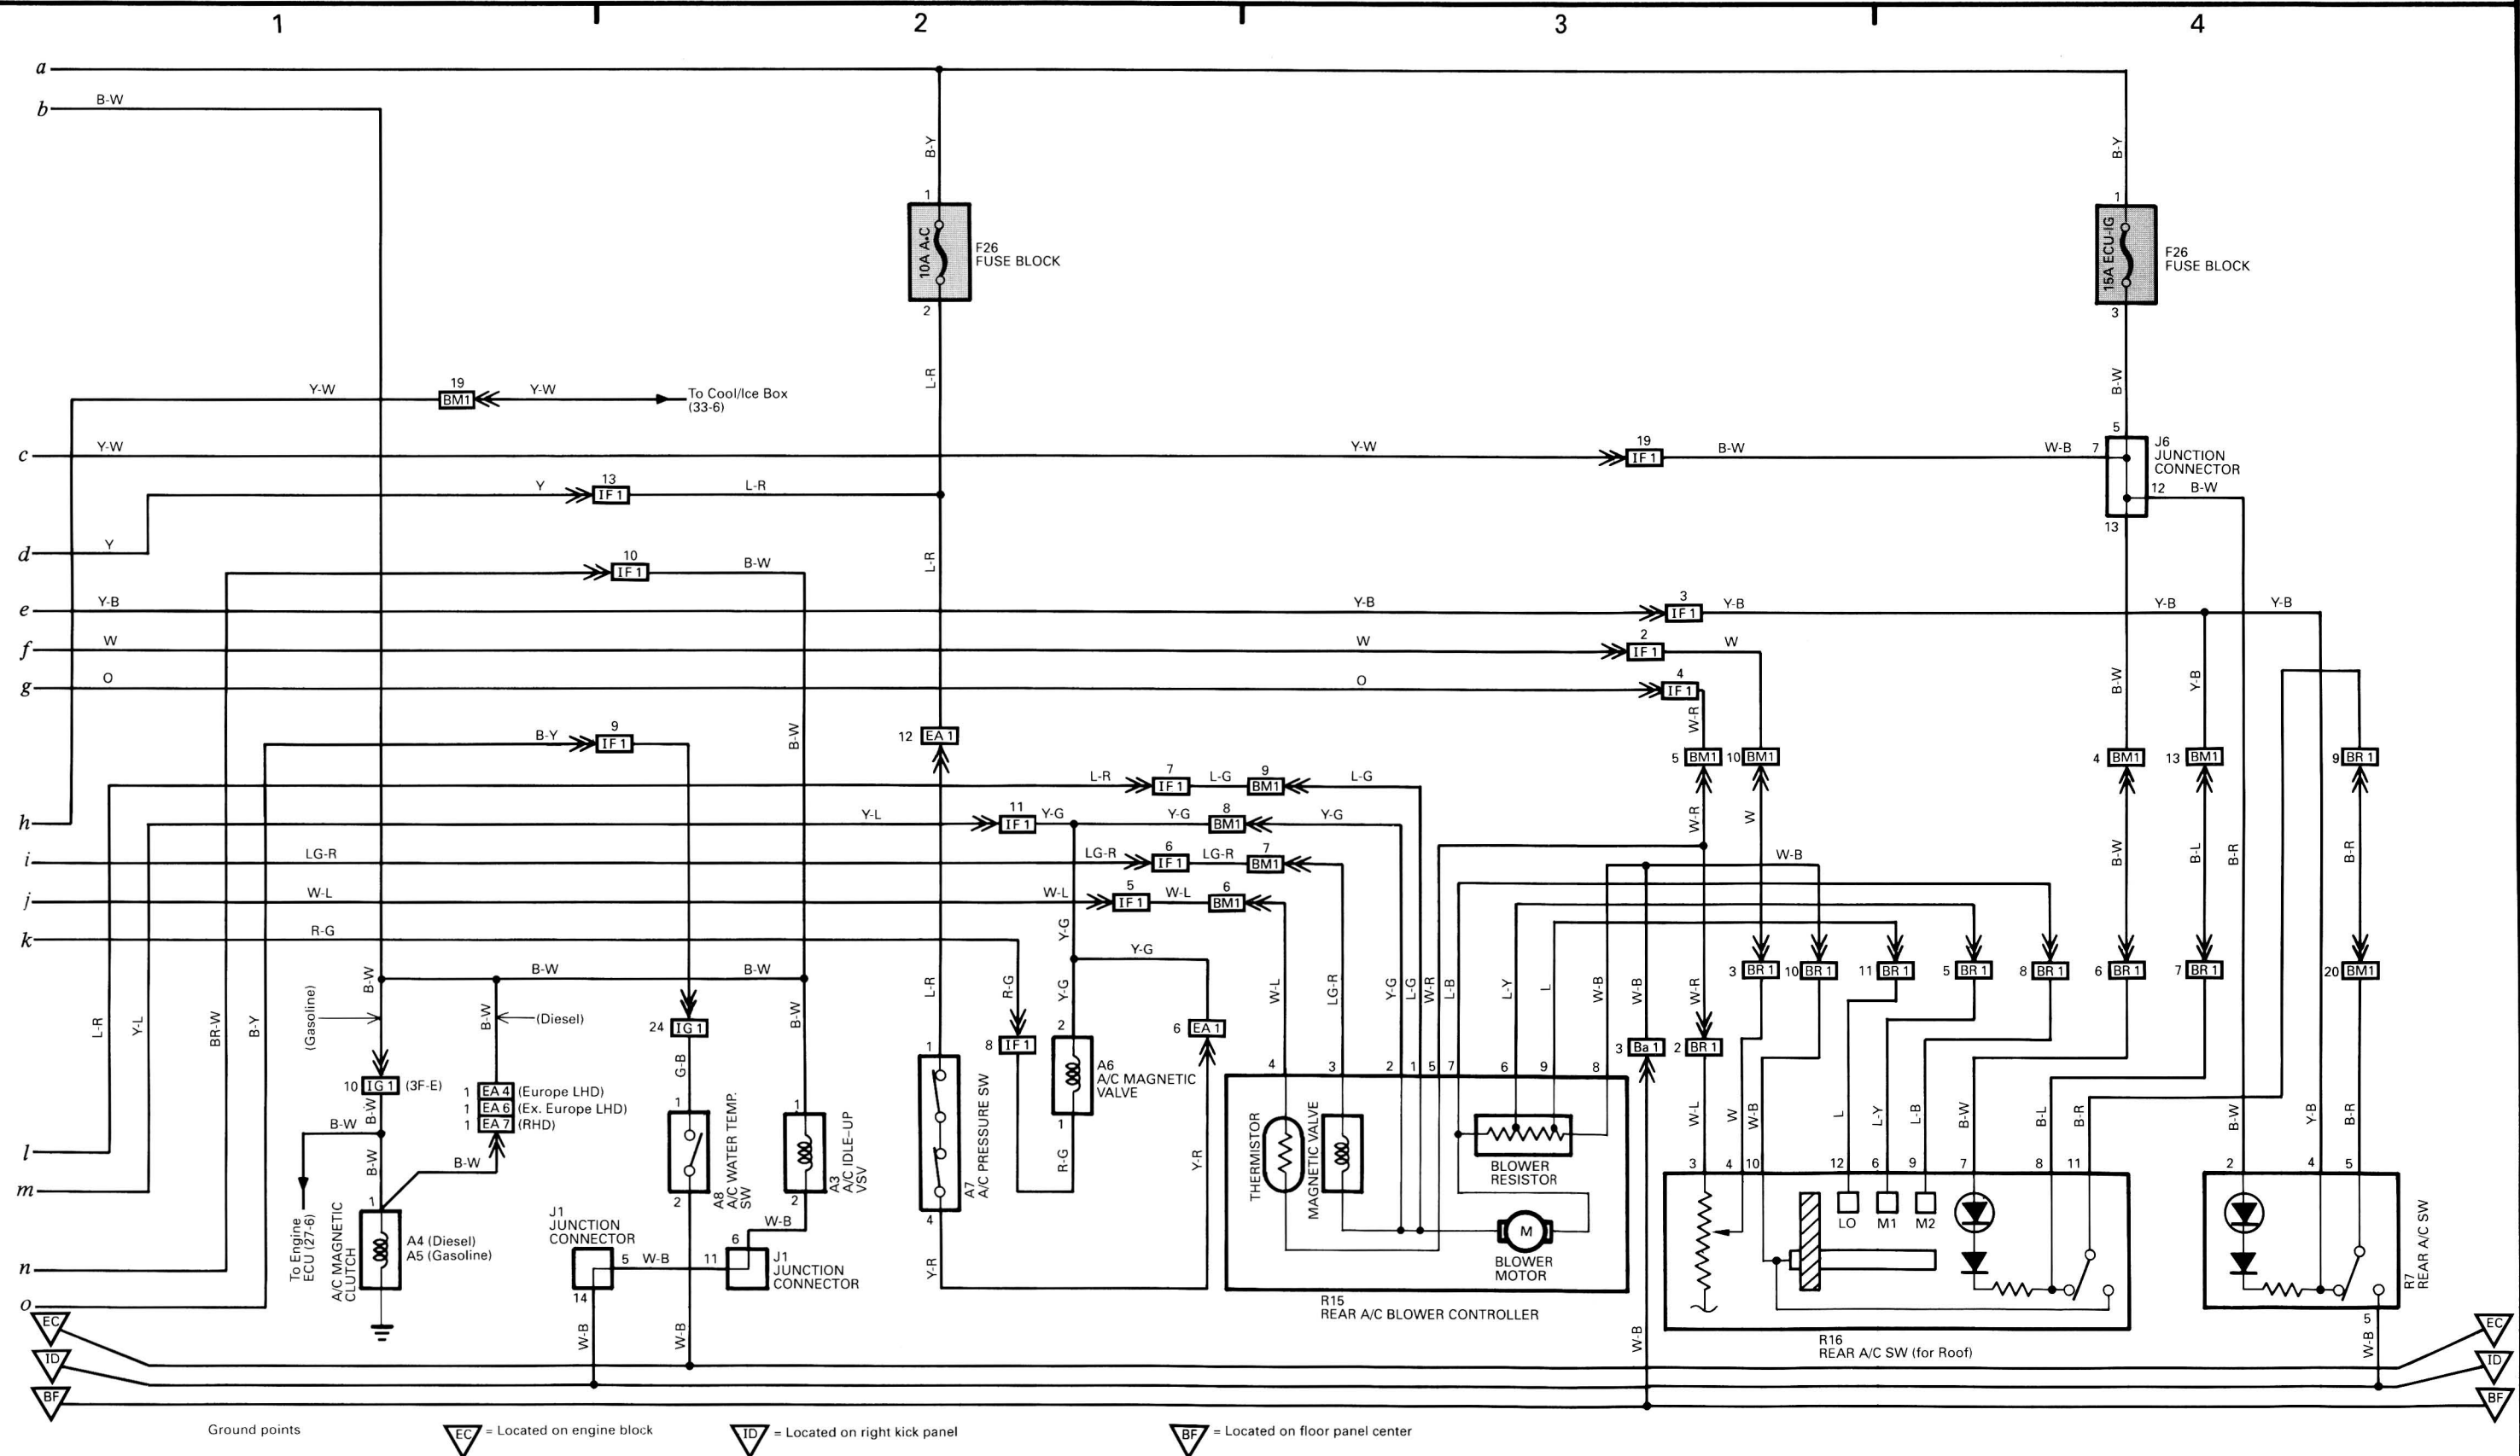 1 2 3 4
a
b B-W
B-Y
B-Y
1
10A A.C
F26
FUSE BLOCK
2
1
15A ECU-IG
F26
FUSE BLOCK
3
L-R
B-W
Y-W 19 BM1 Y-W To Cool/Ice Box
(33-6)
5
c Y-W Y-W 19 IF1 B-W W-B 7
J6
JUNCTION
CONNECTOR
12 B-W
13
Y 13 IF1 L-R
d Y
L-R
10 IF1 B-W
e Y-B Y-B 3 IF1 Y-B Y-B Y-B
f W W 2 IF1 W
g O O 4 IF1
W-R
B-W
Y-B
B-Y 9 IF1
B-W
12 EA1
5 BM1 10 BM1 4 BM1 13 BM1 9 BR1
L-R 7 IF1 L-G 9 BM1 L-G
h Y-L 11 IF1 Y-G Y-G 8 BM1 Y-G
W-R W
i LG-R LG-R 6 IF1 LG-R 7 BM1
W-B
B-W B-L B-R B-R
j W-L W-L 5 IF1 W-L 6 BM1
k R-G
Y-G
Y-G
B-W B-W B-W
3 BR1 10 BR1 11 BR1 5 BR1 8 BR1 6 BR1 7 BR1 20 BM1
L-R Y-L BR-W B-Y
(Gasoline)
B-W
(Diesel)
B-W
L-R R-G Y-G
W-L LG-R Y-G L-G W-R L-B L-Y L W-B W-B W-R
24 IG1
6 EA1
8 IF1
3 Ba1 2 BR1
G-B
10 IG1 (3F-E)
B-W
1 EA4 (Europe LHD)
1 EA6 (Ex. Europe LHD)
1 EA7 (RHD)
B-W
B-W
B-W
1
A8
A/C WATER TEMP.
SW
2
1
A3
A/C IDLE-UP
VSV
2
1
A7
A/C PRESSURE SW
4
2
A6
A/C MAGNETIC
VALVE
1
R-G
Y-R
Y-R
4 3 2 1 5 7 6 9 8
THERMISTOR
MAGNETIC VALVE
BLOWER
RESISTOR
M
BLOWER
MOTOR
R15
REAR A/C BLOWER CONTROLLER
W-L W W-B L L-Y L-B B-W B-L B-R B-W Y-B B-R
3 4 10 12 6 9 7 8 11
LO M1 M2
R16
REAR A/C SW (for Roof)
2 4 5
R7
REAR A/C SW
5
W-B
l
m
n
o
To Engine
ECU (27-6)
1
A/C MAGNETIC
CLUTCH
A4 (Diesel)
A5 (Gasoline)
J1
JUNCTION
CONNECTOR
5 W-B 11
14
W-B
6
J1
JUNCTION
CONNECTOR
W-B
W-B
W-B
EC EC
ID ID
BF BF
Ground points EC = Located on engine block ID = Located on right kick panel BF = Located on floor panel center